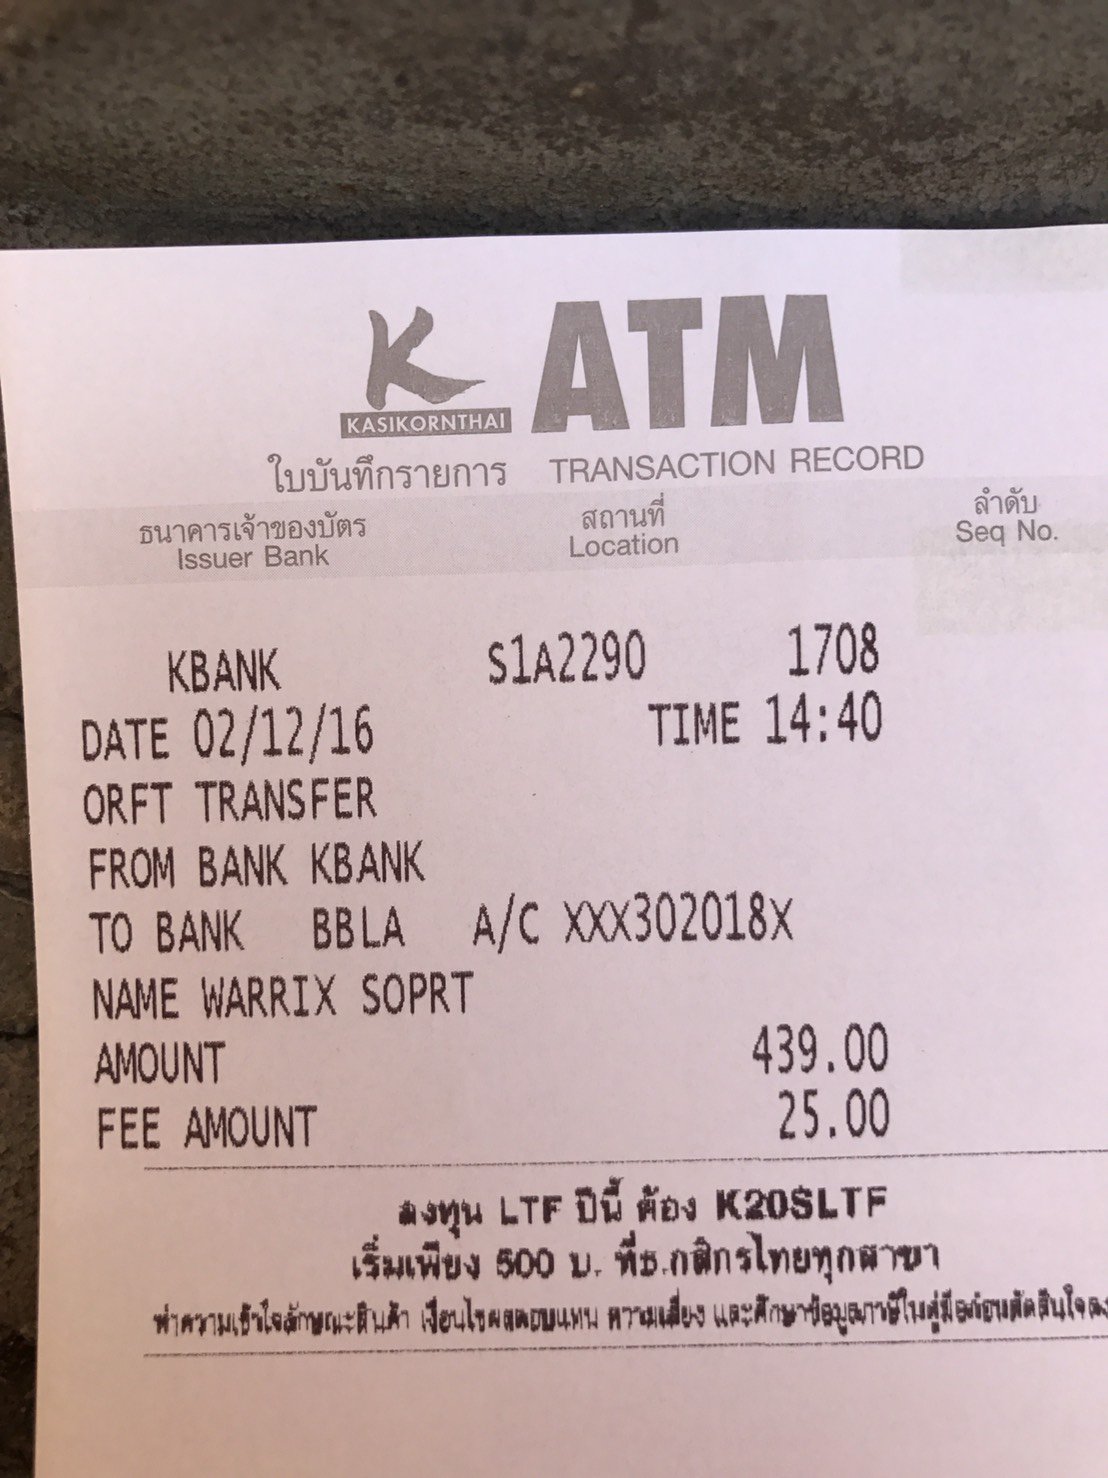 K ATM
KASIKORNTHAI
ใบบันทึกรายการ TRANSACTION RECORD
ธนาคารเจ้าของบัตร สถานที่ ลำดับ
Issuer Bank Location Seq No.
KBANK S1A2290 1708
DATE 02/12/16 TIME 14:40
ORFT TRANSFER
FROM BANK KBANK
TO BANK BBLA A/C XXX302018X
NAME WARRIX SOPRT
AMOUNT 439.00
FEE AMOUNT 25.00
ลงทุน LTF ปีนี้ ต้อง K20SLTF
เริ่มเพียง 500 บ. ที่ธ.กสิกรไทยทุกสาขา
ทำความเข้าใจลักษณะสินค้า เงื่อนไขผลตอบแทน ความเสี่ยง และศึกษาข้อมูลภาษีในคู่มือก่อนตัดสินใจลง